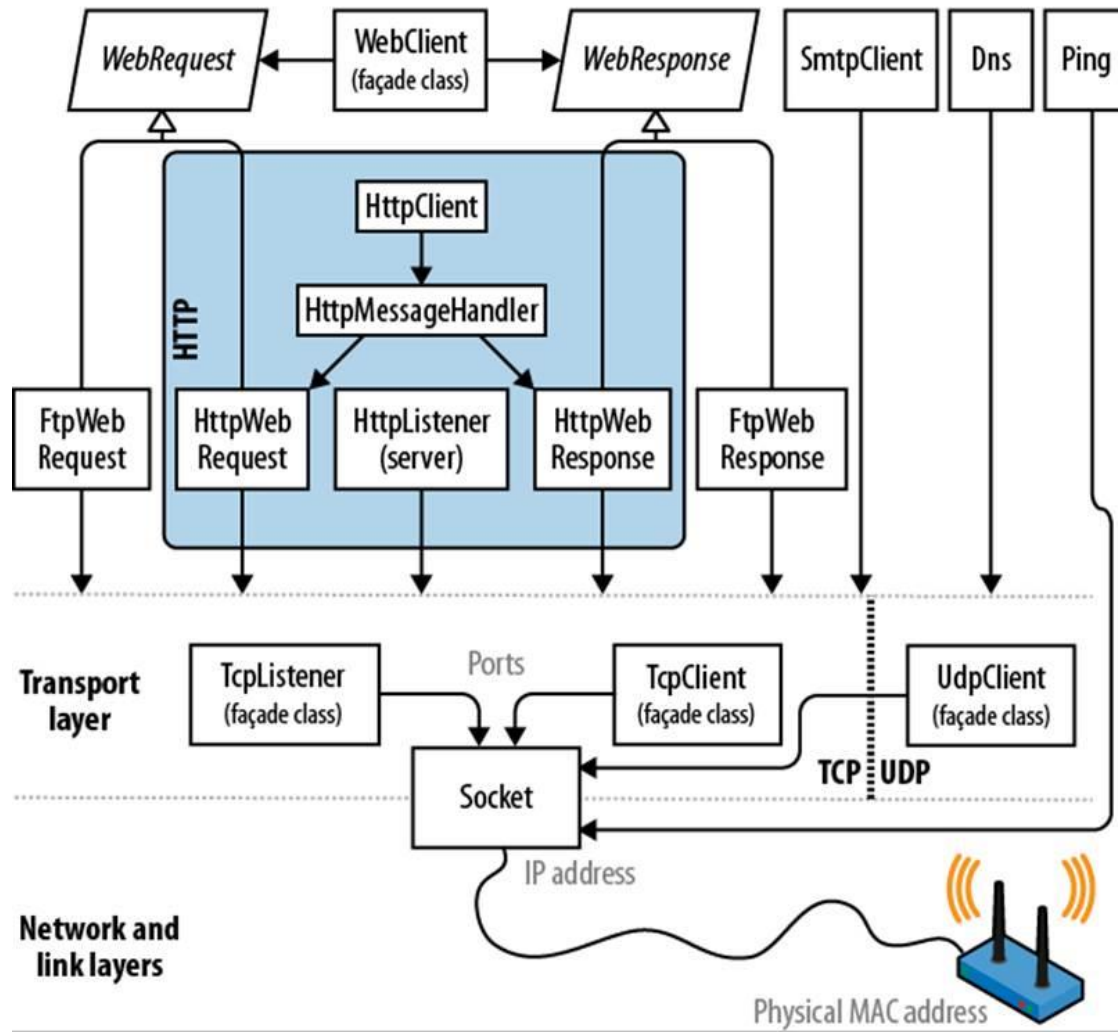 WebRequest
WebClient
(façade class)
WebResponse
SmtpClient
Dns
Ping
HTTP
HttpClient
HttpMessageHandler
FtpWeb
Request
HttpWeb
Request
HttpListener
(server)
HttpWeb
Response
FtpWeb
Response
Transport
layer
TcpListener
(façade class)
Ports
TcpClient
(façade class)
UdpClient
(façade class)
TCP
UDP
Socket
IP address
Network and
link layers
Physical MAC address